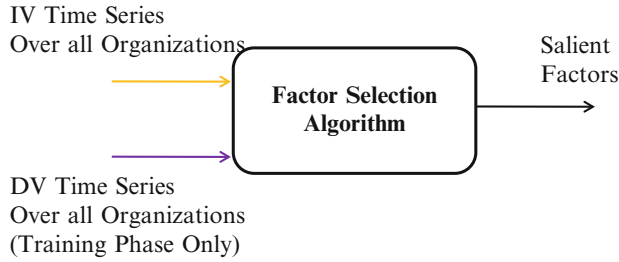 IV Time Series
Over all Organizations
Factor Selection
Algorithm
Salient
Factors
DV Time Series
Over all Organizations
(Training Phase Only)